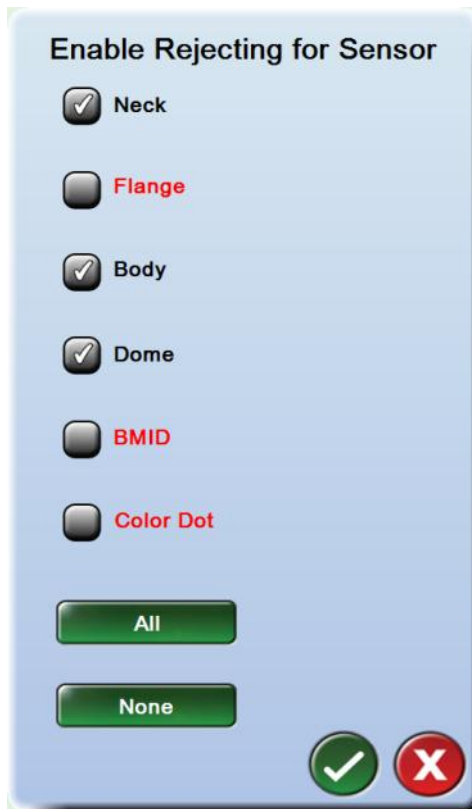 Enable Rejecting for Sensor
Neck
Flange
Body
Dome
BMID
Color Dot
All
None